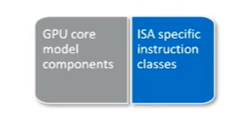 GPU core
model
components
ISA specific
instruction
classes